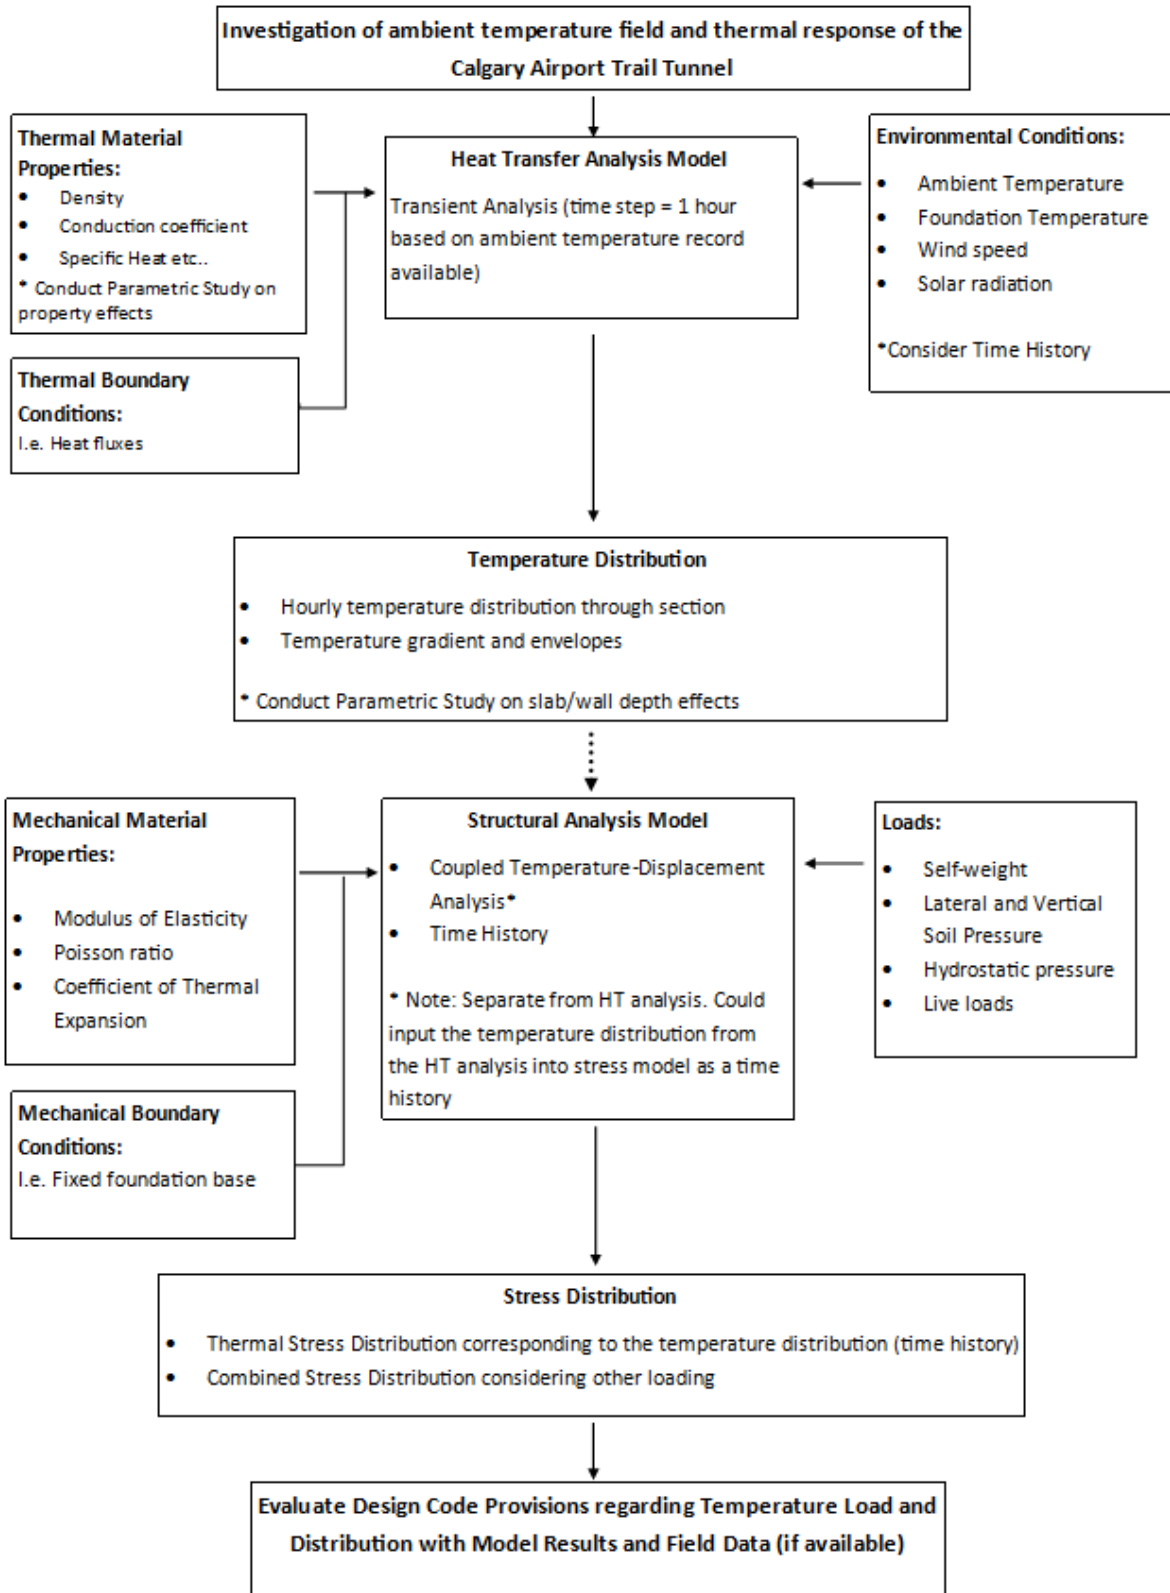 Investigation of ambient temperature field and thermal response of the
Calgary Airport Trail Tunnel
Thermal Material
Properties:
• Density
• Conduction coefficient
• Specific Heat etc..
* Conduct Parametric Study on
property effects
Thermal Boundary
Conditions:
I.e. Heat fluxes
Heat Transfer Analysis Model
Transient Analysis (time step = 1 hour
based on ambient temperature record
available)
Environmental Conditions:
• Ambient Temperature
• Foundation Temperature
• Wind speed
• Solar radiation
*Consider Time History
Temperature Distribution
• Hourly temperature distribution through section
• Temperature gradient and envelopes
* Conduct Parametric Study on slab/wall depth effects
Mechanical Material
Properties:
• Modulus of Elasticity
• Poisson ratio
• Coefficient of Thermal
Expansion
Mechanical Boundary
Conditions:
I.e. Fixed foundation base
Structural Analysis Model
• Coupled Temperature-Displacement
Analysis*
• Time History
* Note: Separate from HT analysis. Could
input the temperature distribution from
the HT analysis into stress model as a time
history
Loads:
• Self-weight
• Lateral and Vertical
Soil Pressure
• Hydrostatic pressure
• Live loads
Stress Distribution
• Thermal Stress Distribution corresponding to the temperature distribution (time history)
• Combined Stress Distribution considering other loading
Evaluate Design Code Provisions regarding Temperature Load and
Distribution with Model Results and Field Data (if available)